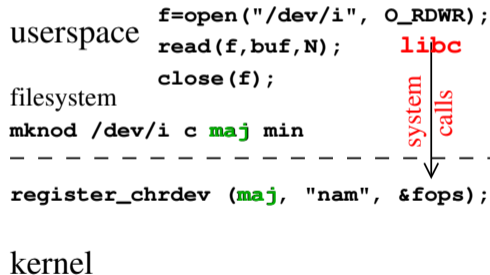 f=open("/dev/i", O_RDWR);
userspace
read(f,buf,N);
libc
close(f);
filesystem
system
calls
mknod /dev/i c maj min
register_chrdev (maj, "nam", &fops);
kernel